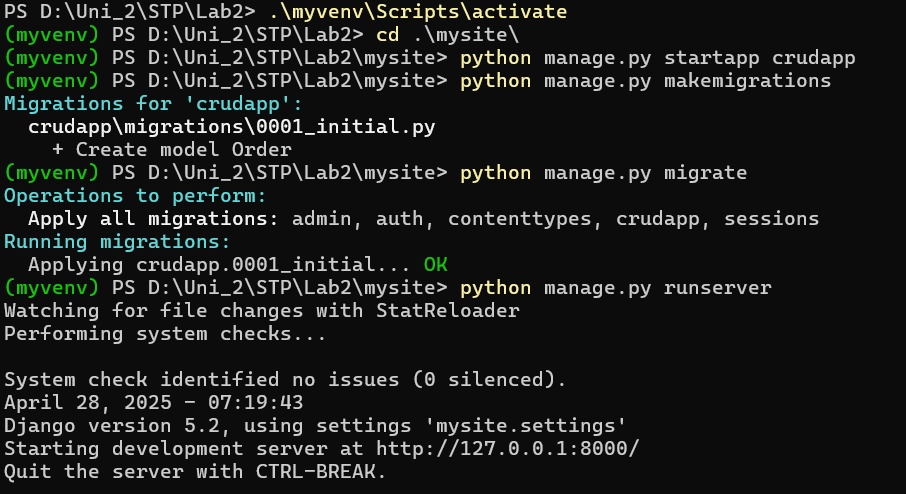 PS D:\Uni_2\STP\Lab2> .\myvenv\Scripts\activate
(myvenv) PS D:\Uni_2\STP\Lab2> cd .\mysite\
(myvenv) PS D:\Uni_2\STP\Lab2\mysite> python manage.py startapp crudapp
(myvenv) PS D:\Uni_2\STP\Lab2\mysite> python manage.py makemigrations
Migrations for 'crudapp':
  crudapp\migrations\0001_initial.py
    + Create model Order
(myvenv) PS D:\Uni_2\STP\Lab2\mysite> python manage.py migrate
Operations to perform:
  Apply all migrations: admin, auth, contenttypes, crudapp, sessions
Running migrations:
  Applying crudapp.0001_initial... OK
(myvenv) PS D:\Uni_2\STP\Lab2\mysite> python manage.py runserver
Watching for file changes with StatReloader
Performing system checks...

System check identified no issues (0 silenced).
April 28, 2025 - 07:19:43
Django version 5.2, using settings 'mysite.settings'
Starting development server at http://127.0.0.1:8000/
Quit the server with CTRL-BREAK.